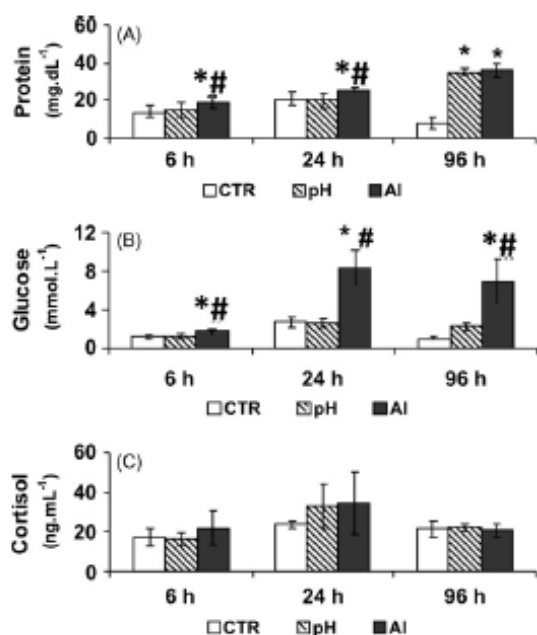 (A)
Protein
(mg.dL⁻¹)
60
40
20
0
*#
*#
*
*
6 h
24 h
96 h
CTR
pH
Al
(B)
Glucose
(mmol.L⁻¹)
12
8
4
0
*#
* #
*#
6 h
24 h
96 h
CTR
pH
Al
(C)
Cortisol
(ng.mL⁻¹)
60
40
20
0
6 h
24 h
96 h
CTR
pH
Al